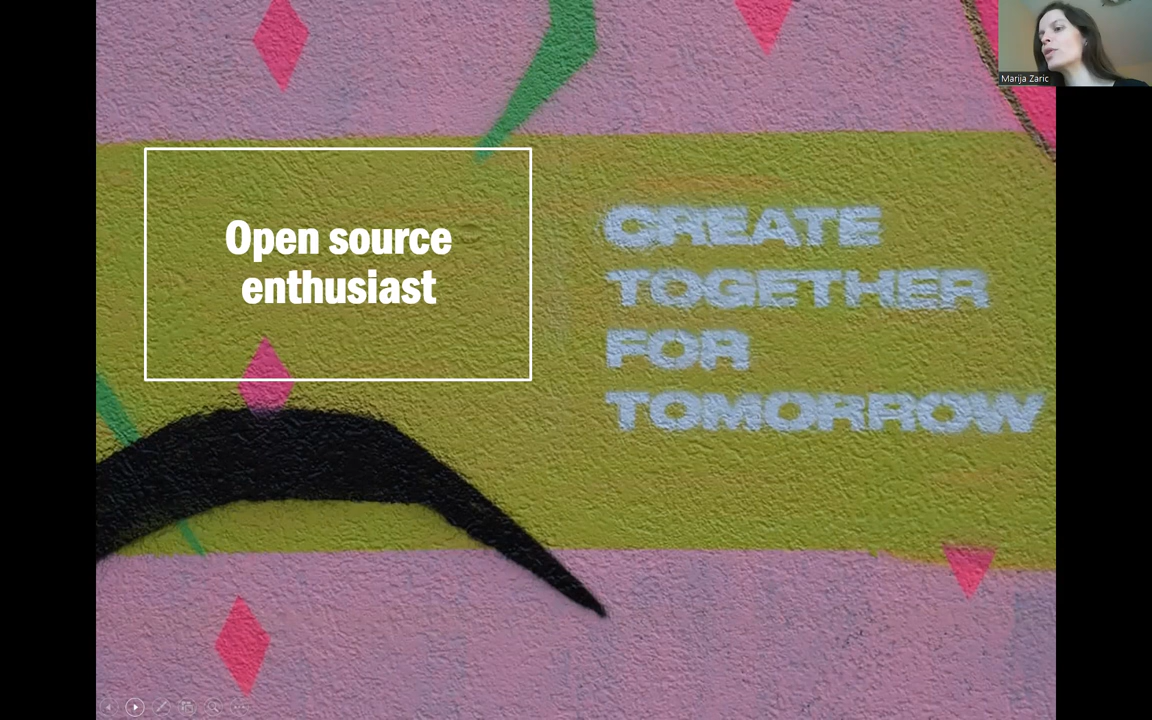 Marija Zaric
Open source
enthusiast
CREATE
TOGETHER
FOR
TOMORROW